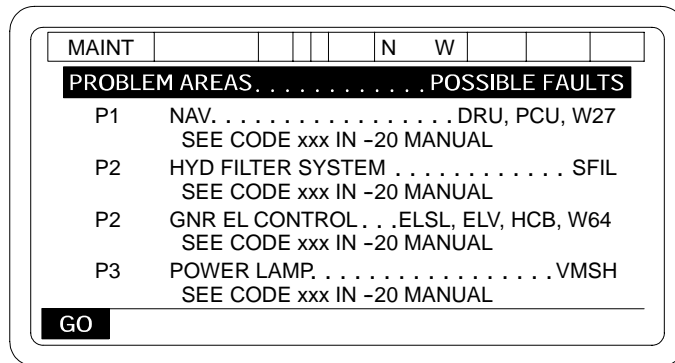 MAINT N W
PROBLEM AREAS. . . . . . . . . . . . .POSSIBLE FAULTS
P1 NAV. . . . . . . . . . . . . . . . . .DRU, PCU, W27
SEE CODE xxx IN -20 MANUAL
P2 HYD FILTER SYSTEM . . . . . . . . . . . . . SFIL
SEE CODE xxx IN -20 MANUAL
P2 GNR EL CONTROL . . .ELSL, ELV, HCB, W64
SEE CODE xxx IN -20 MANUAL
P3 POWER LAMP. . . . . . . . . . . . . . . . . . .VMSH
SEE CODE xxx IN -20 MANUAL
GO